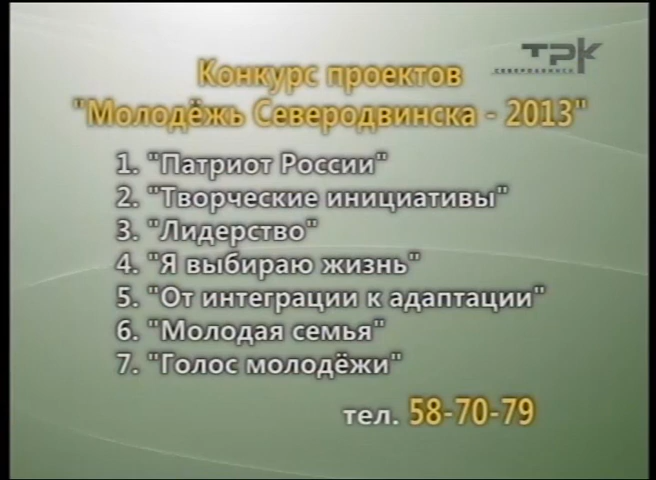 ТРК
СЕВЕРОДВИНСК
Конкурс проектов
"Молодёжь Северодвинска - 2013"
1. "Патриот России"
2. "Творческие инициативы"
3. "Лидерство"
4. "Я выбираю жизнь"
5. "От интеграции к адаптации"
6. "Молодая семья"
7. "Голос молодёжи"
тел. 58-70-79